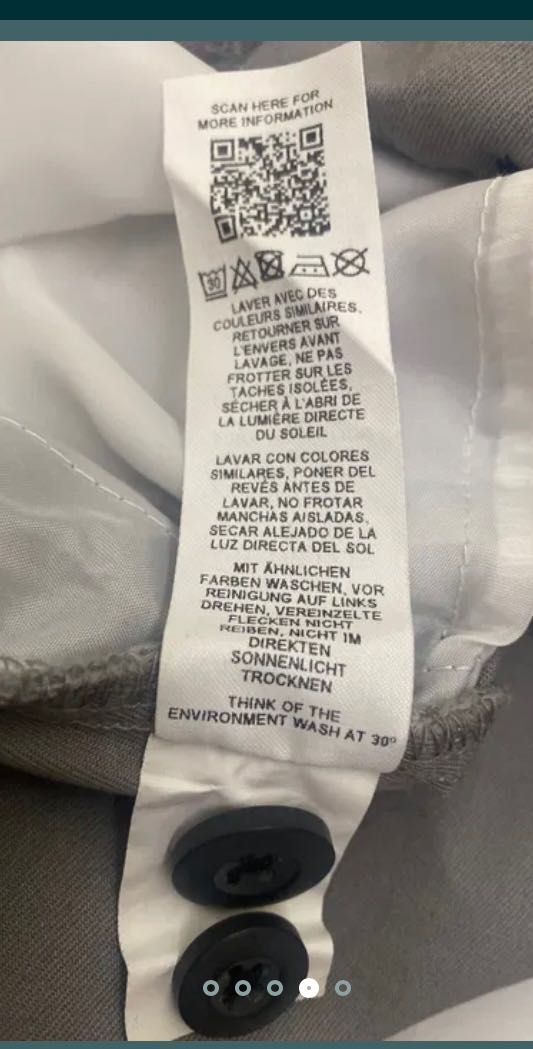 SCAN HERE FOR
MORE INFORMATION
30
LAVER AVEC DES
COULEURS SIMILAIRES,
RETOURNER SUR
L'ENVERS AVANT
LAVAGE, NE PAS
FROTTER SUR LES
TACHES ISOLÉES,
SÉCHER À L'ABRI DE
LA LUMIÈRE DIRECTE
DU SOLEIL
LAVAR CON COLORES
SIMILARES, PONER DEL
REVÉS ANTES DE
LAVAR, NO FROTAR
MANCHAS AISLADAS,
SECAR ALEJADO DE LA
LUZ DIRECTA DEL SOL
MIT ÄHNLICHEN
FARBEN WASCHEN, VOR
REINIGUNG AUF LINKS
DREHEN, VEREINZELTE
FLECKEN NICHT
REIBEN, NICHT IM
DIREKTEN
SONNENLICHT
TROCKNEN
THINK OF THE
ENVIRONMENT WASH AT 30°